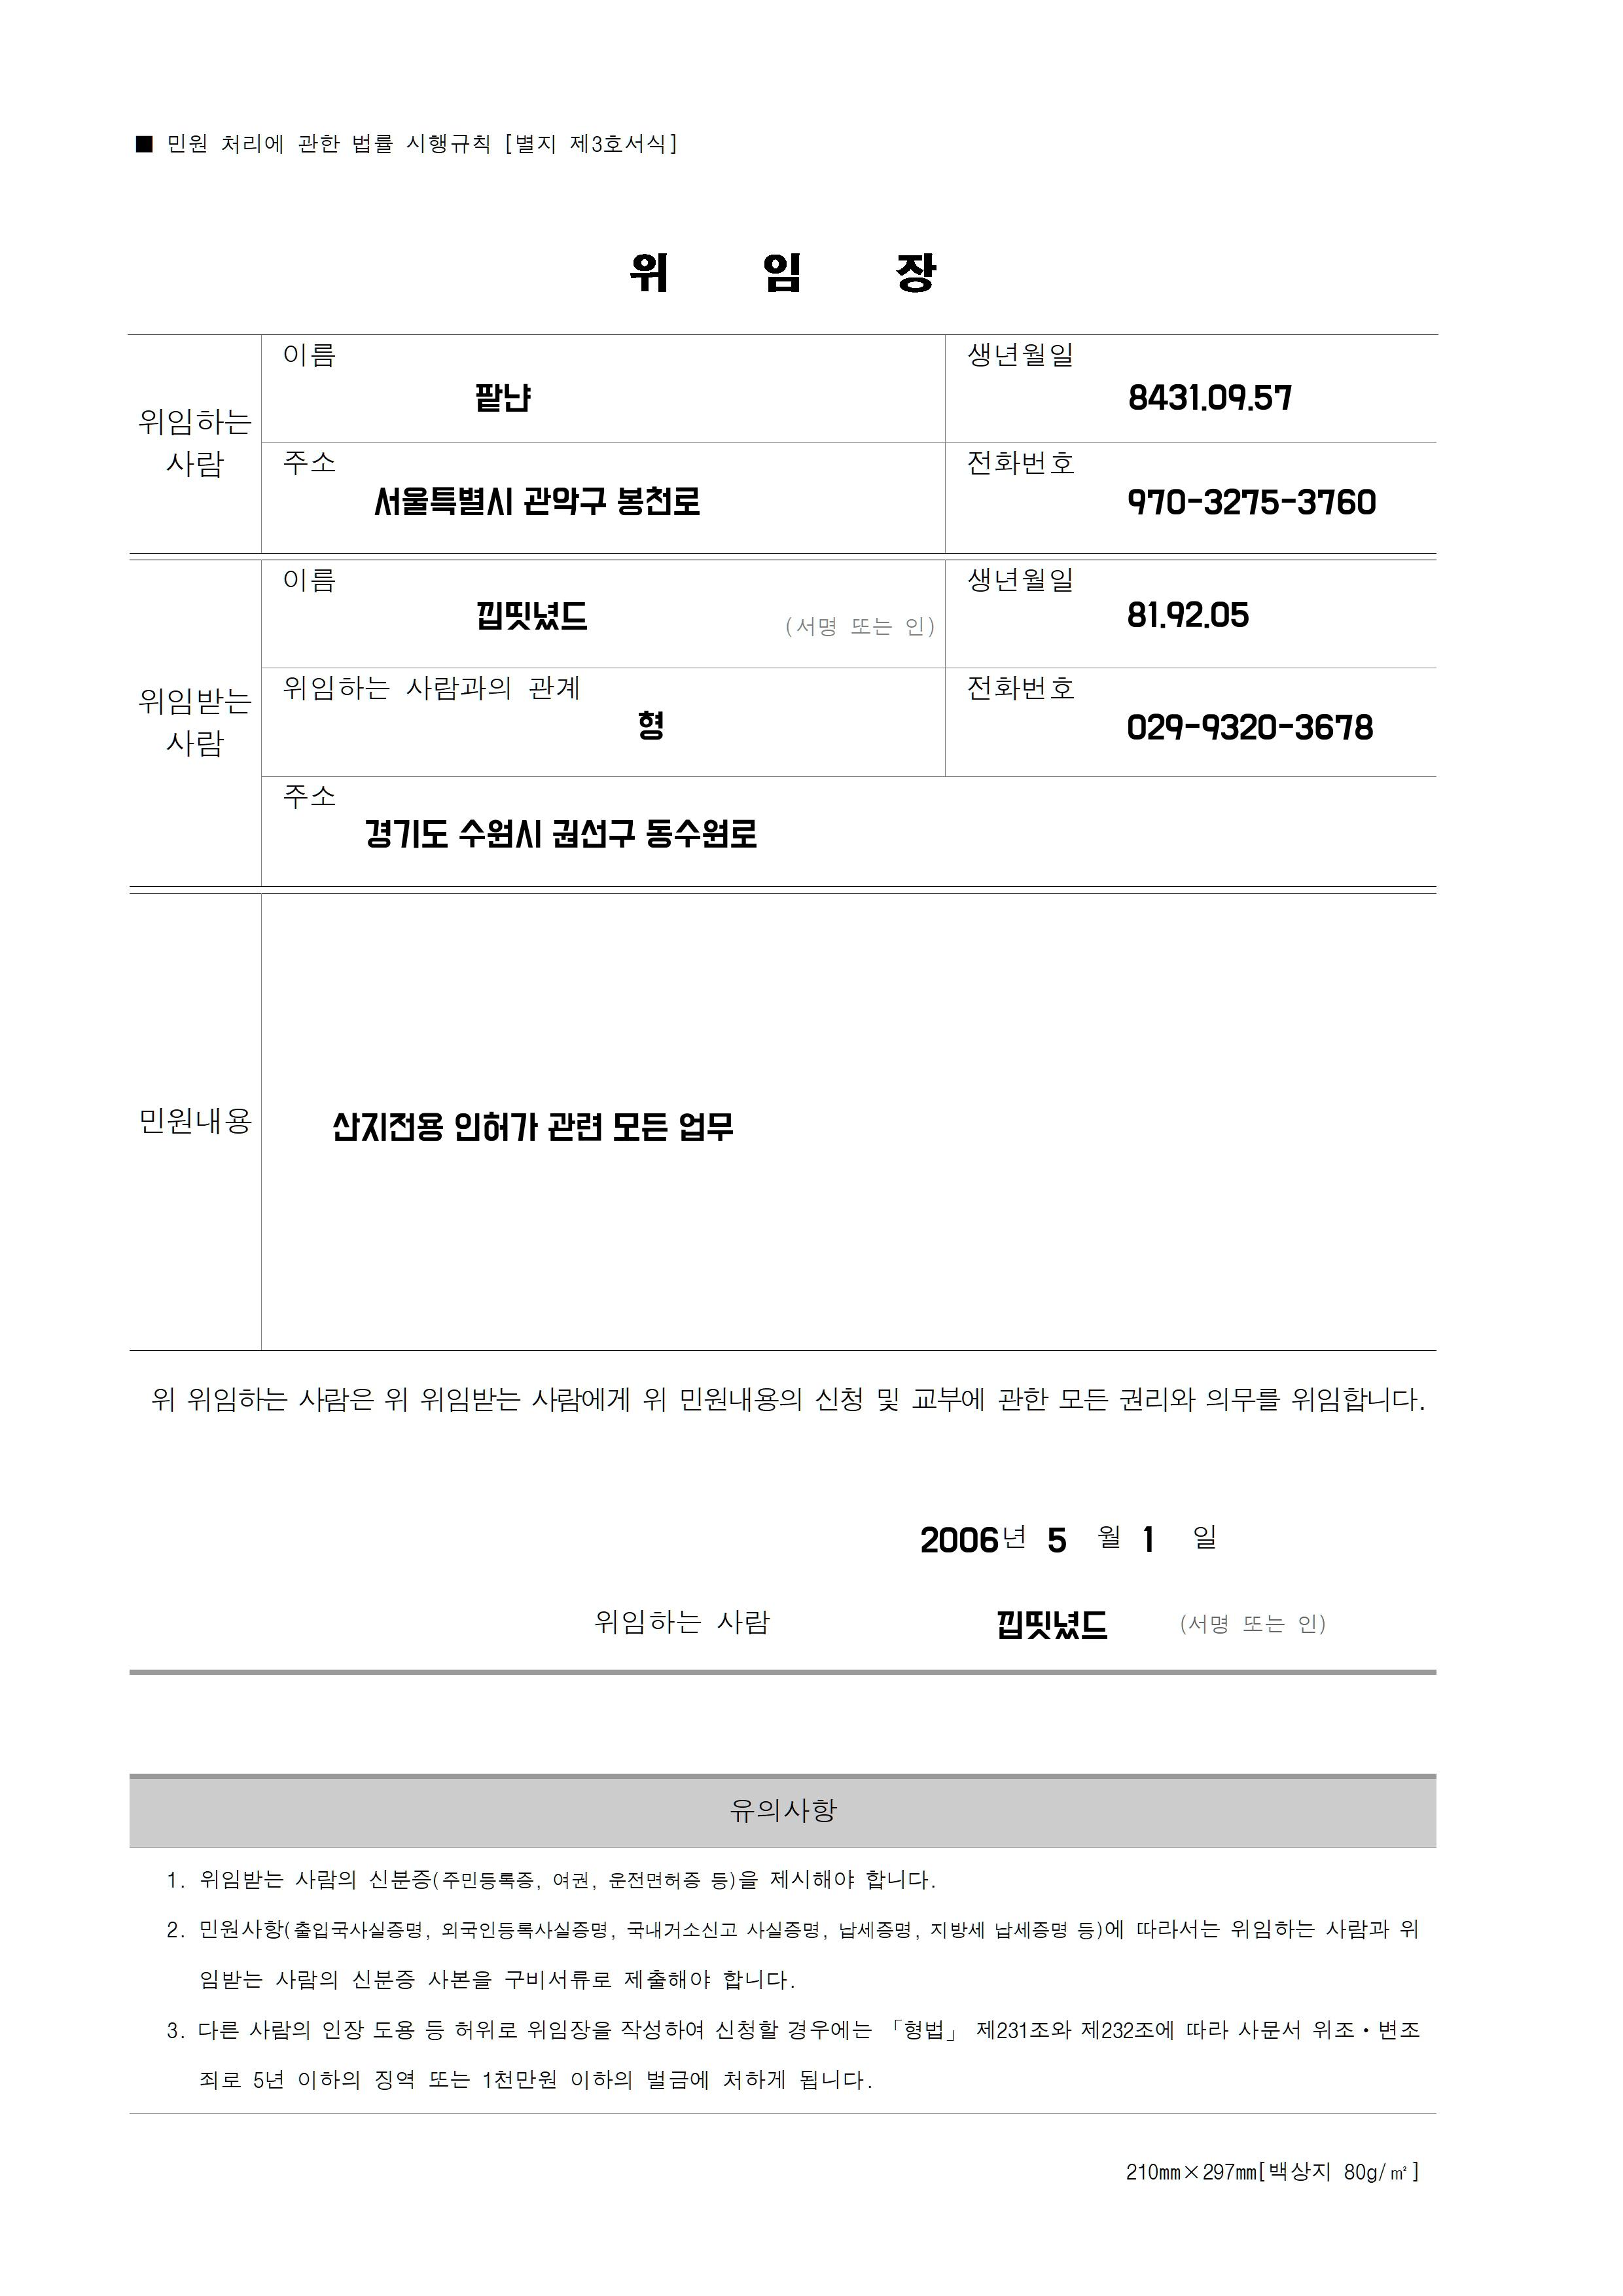 ■ 민원 처리에 관한 법률 시행규칙 [별지 제3호서식]
위 임 장
위임하는 사람
이름
팥냔
생년월일
8431.09.57
주소
서울특별시 관악구 봉천로
전화번호
970-3275-3760
위임받는 사람
이름
낍띳넜드
(서명 또는 인)
생년월일
81.92.05
위임하는 사람과의 관계
형
전화번호
029-9320-3678
주소
경기도 수원시 권선구 동수원로
민원내용
산지전용 인허가 관련 모든 업무
위 위임하는 사람은 위 위임받는 사람에게 위 민원내용의 신청 및 교부에 관한 모든 권리와 의무를 위임합니다.
2006년 5 월 1 일
위임하는 사람 낍띳넜드 (서명 또는 인)
유의사항
1. 위임받는 사람의 신분증(주민등록증, 여권, 운전면허증 등)을 제시해야 합니다.
2. 민원사항(출입국사실증명, 외국인등록사실증명, 국내거소신고 사실증명, 납세증명, 지방세 납세증명 등)에 따라서는 위임하는 사람과 위
임받는 사람의 신분증 사본을 구비서류로 제출해야 합니다.
3. 다른 사람의 인장 도용 등 허위로 위임장을 작성하여 신청할 경우에는 「형법」 제231조와 제232조에 따라 사문서 위조·변조
죄로 5년 이하의 징역 또는 1천만원 이하의 벌금에 처하게 됩니다.
210㎜×297㎜[백상지 80g/㎡]